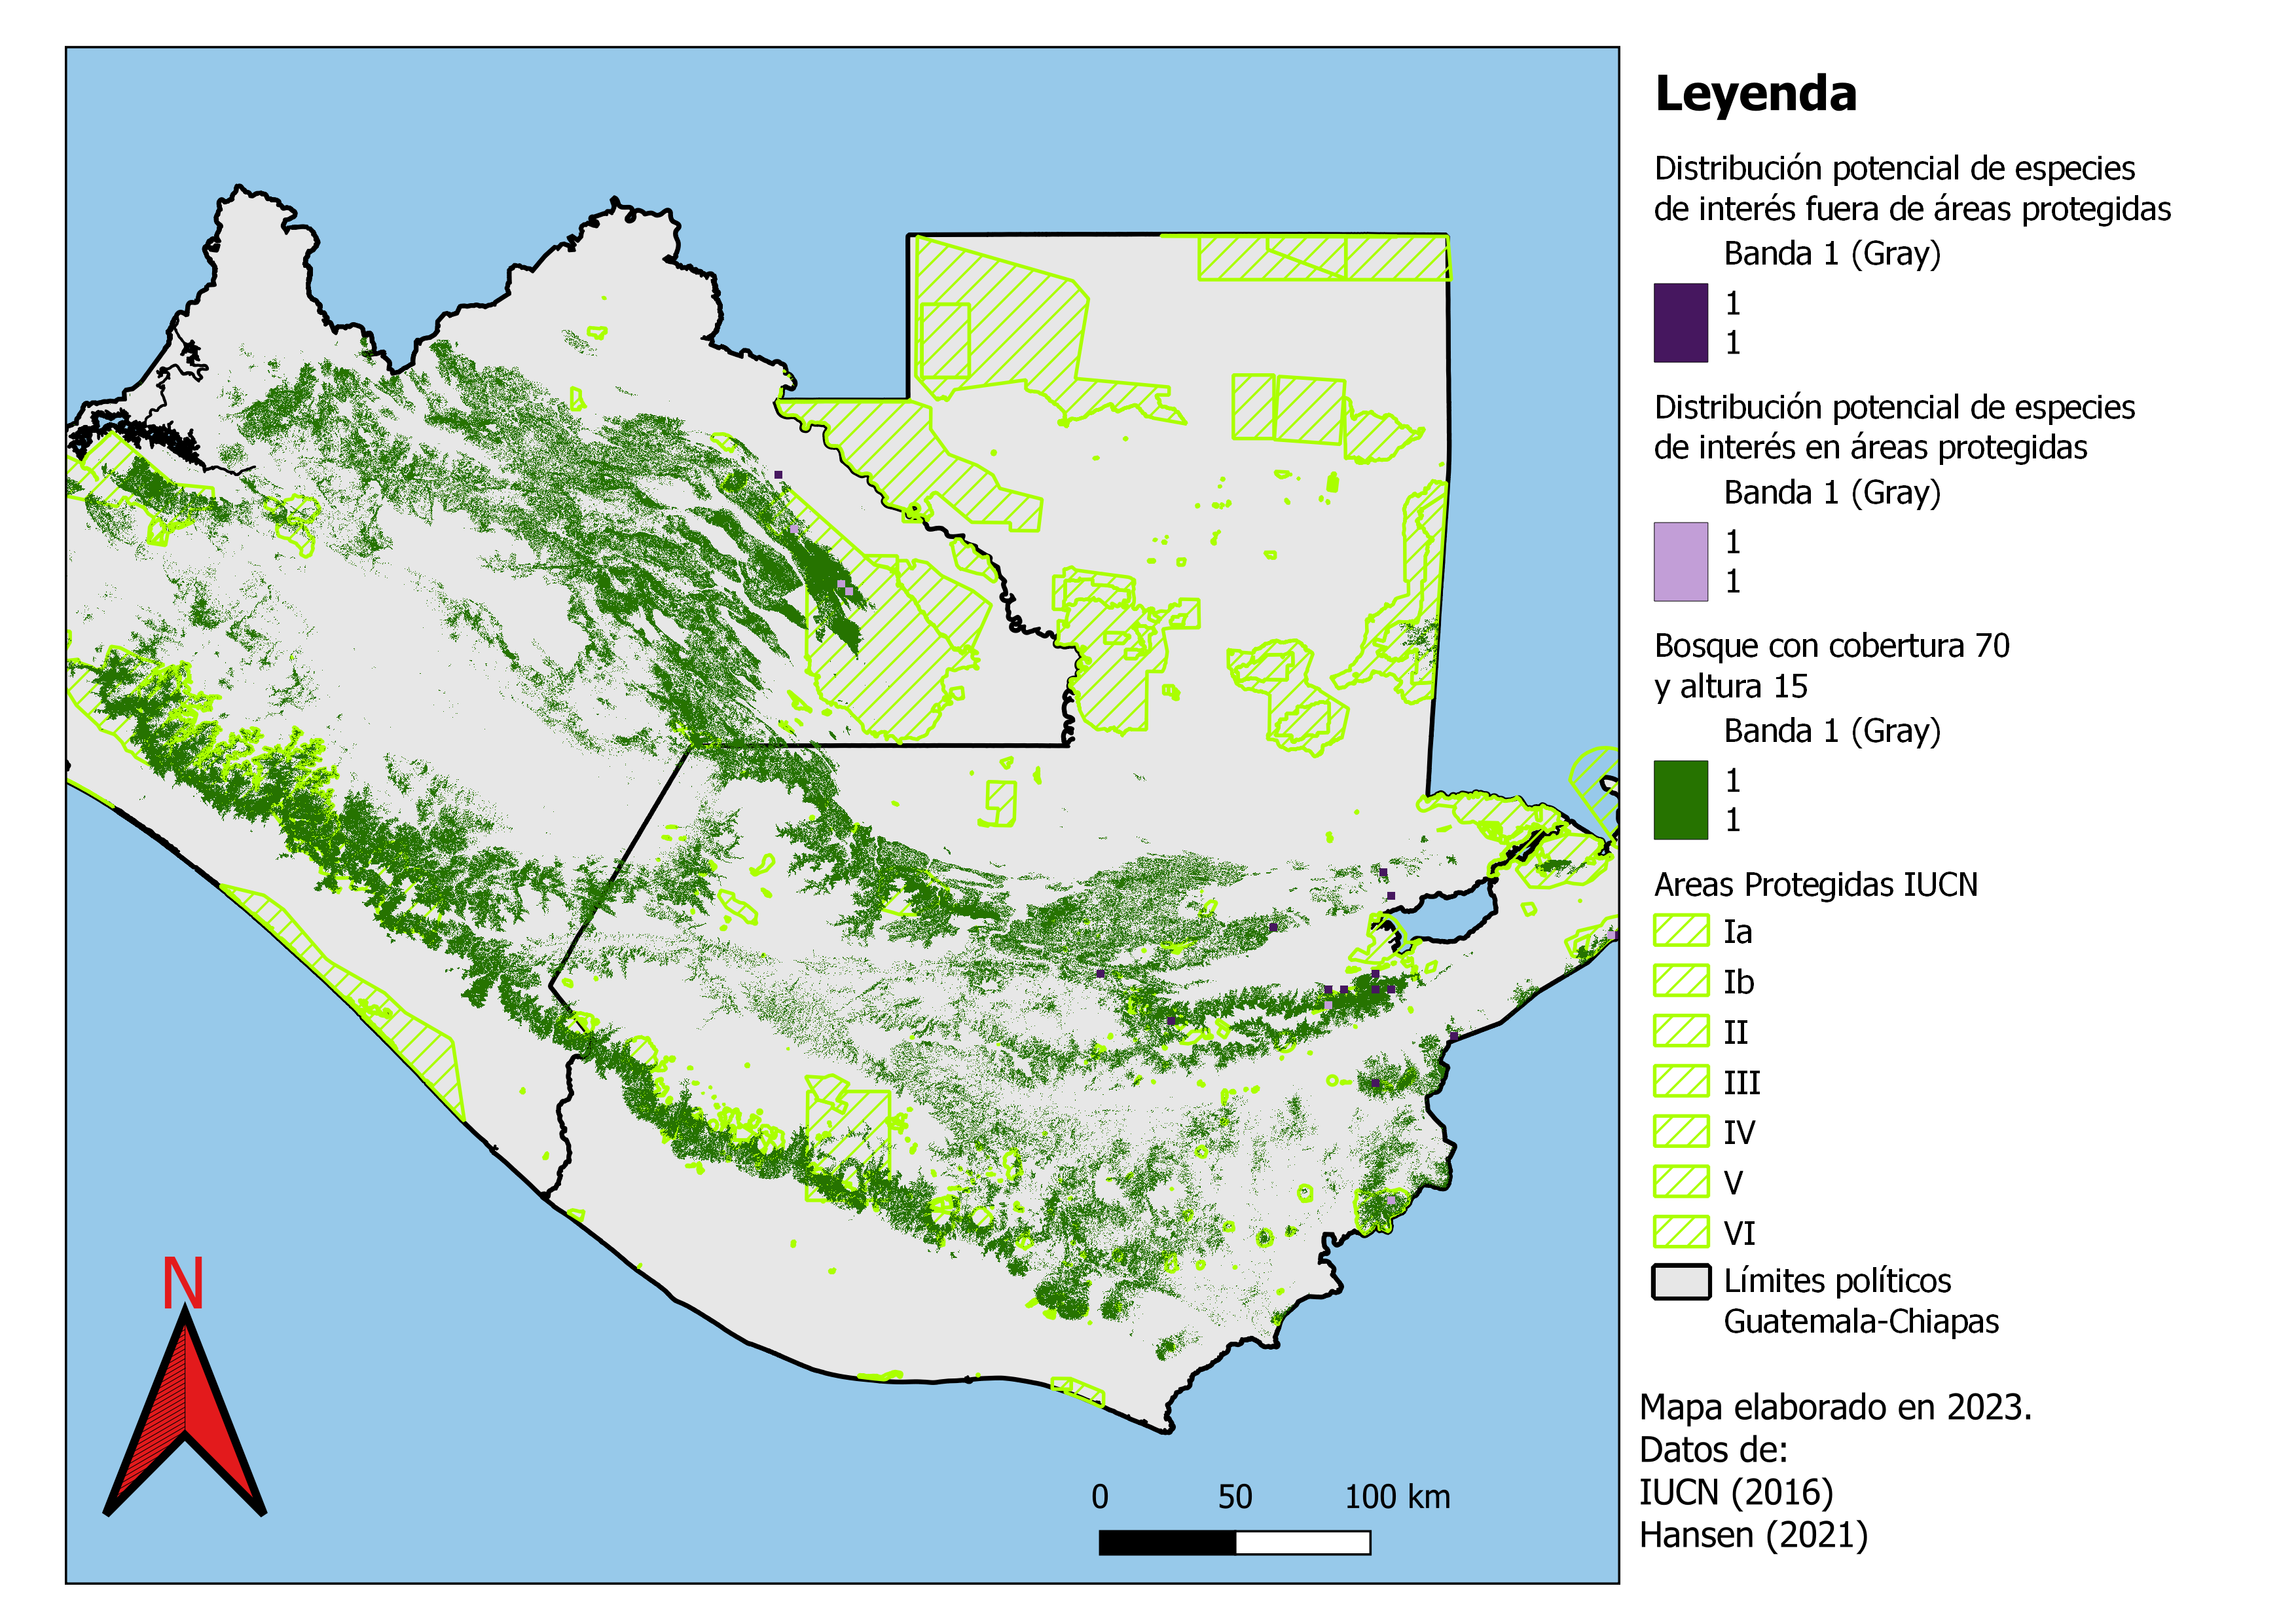 Leyenda
Distribución potencial de especies
de interés fuera de áreas protegidas
Banda 1 (Gray)
1
1
Distribución potencial de especies
de interés en áreas protegidas
Banda 1 (Gray)
1
1
Bosque con cobertura 70
y altura 15
Banda 1 (Gray)
1
1
Areas Protegidas IUCN
Ia
Ib
II
III
IV
V
VI
Límites políticos
Guatemala-Chiapas
Mapa elaborado en 2023.
Datos de:
IUCN (2016)
Hansen (2021)
N
0 50 100 km